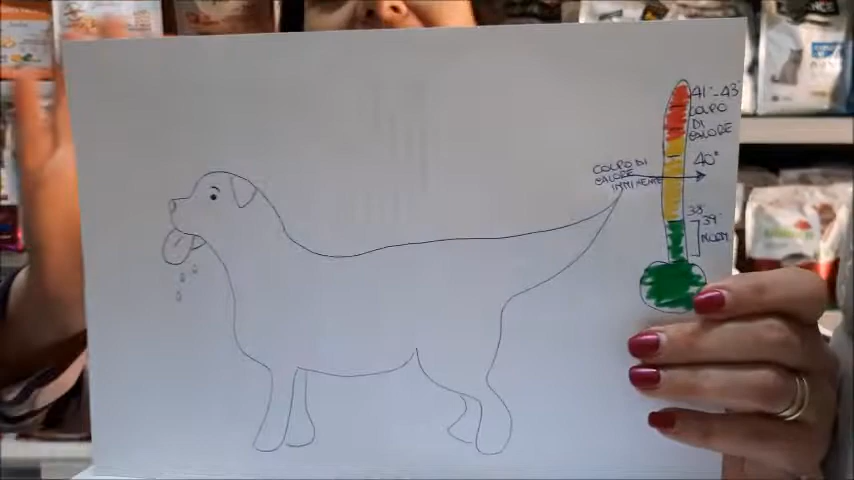 41°-43°
COLPO
DI
CALORE
40°
COLPO DI
CALORE
IMMINENTE
38°
39°
NORM